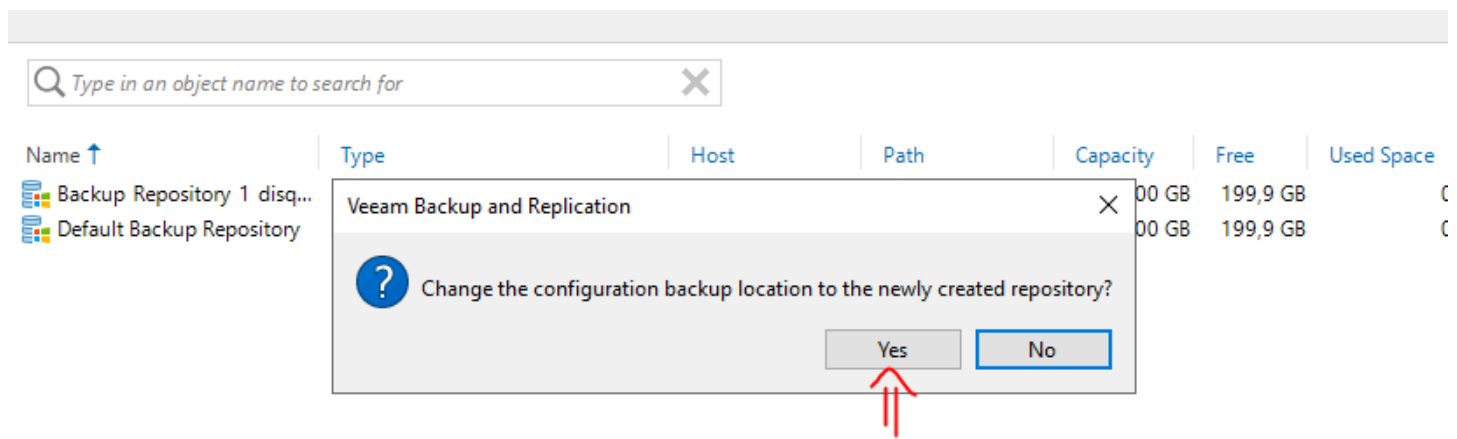 Type in an object name to search for
Name Type Host Path Capacity Free Used Space
Backup Repository 1 disq... 00 GB 199,9 GB
Default Backup Repository 00 GB 199,9 GB
Veeam Backup and Replication
Change the configuration backup location to the newly created repository?
Yes No